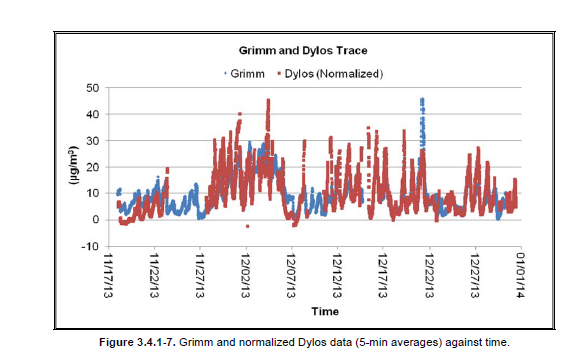 Grimm and Dylos Trace
Grimm
Dylos (Normalized)
50
40
30
20
10
0
-10
(µg/m³)
11/17/13
11/22/13
11/27/13
12/02/13
12/07/13
12/12/13
12/17/13
12/22/13
12/27/13
01/01/14
Time
Figure 3.4.1-7. Grimm and normalized Dylos data (5-min averages) against time.